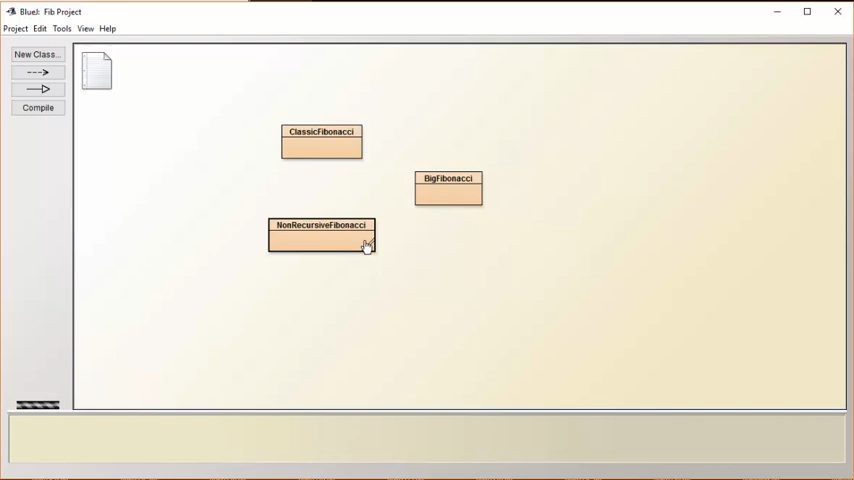 BlueJ: Fib Project
Project Edit Tools View Help
New Class...
Compile
ClassicFibonacci
BigFibonacci
NonRecursiveFibonacci